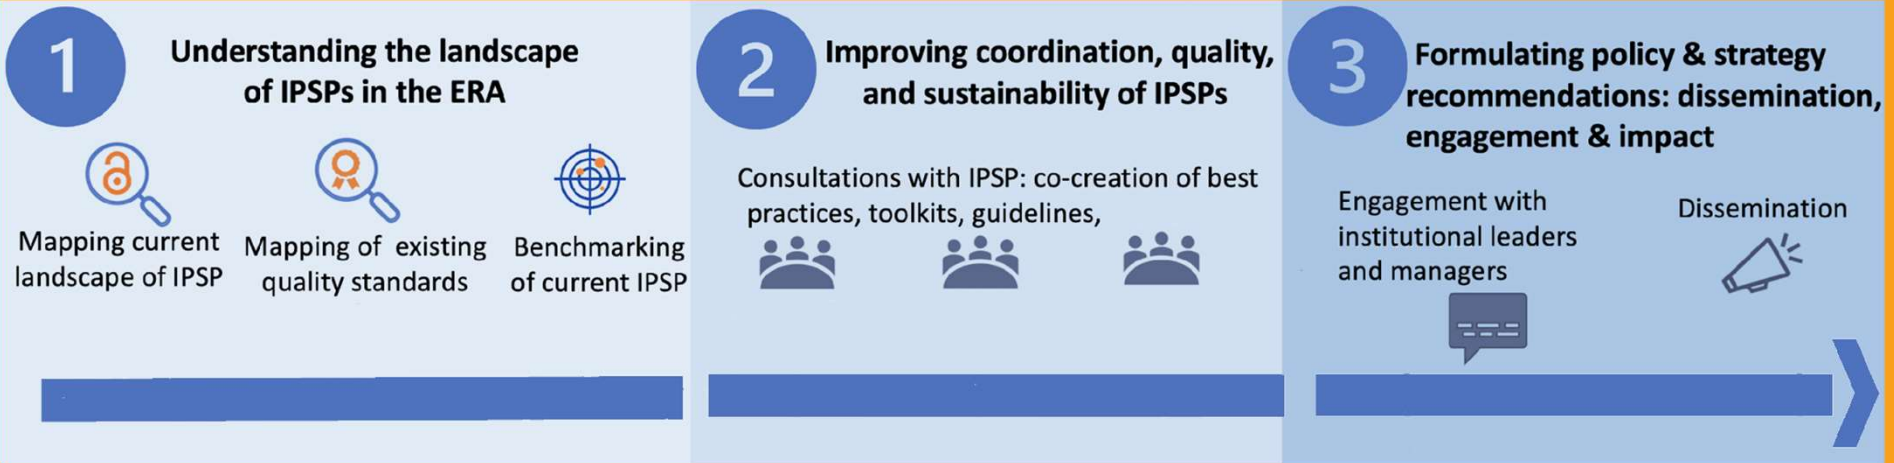 1
Understanding the landscape
of IPSPs in the ERA
Mapping current
landscape of IPSP
Mapping of existing
quality standards
Benchmarking
of current IPSP
2
Improving coordination, quality,
and sustainability of IPSPs
Consultations with IPSP: co-creation of best
practices, toolkits, guidelines,
3
Formulating policy & strategy
recommendations: dissemination,
engagement & impact
Engagement with
institutional leaders
and managers
Dissemination